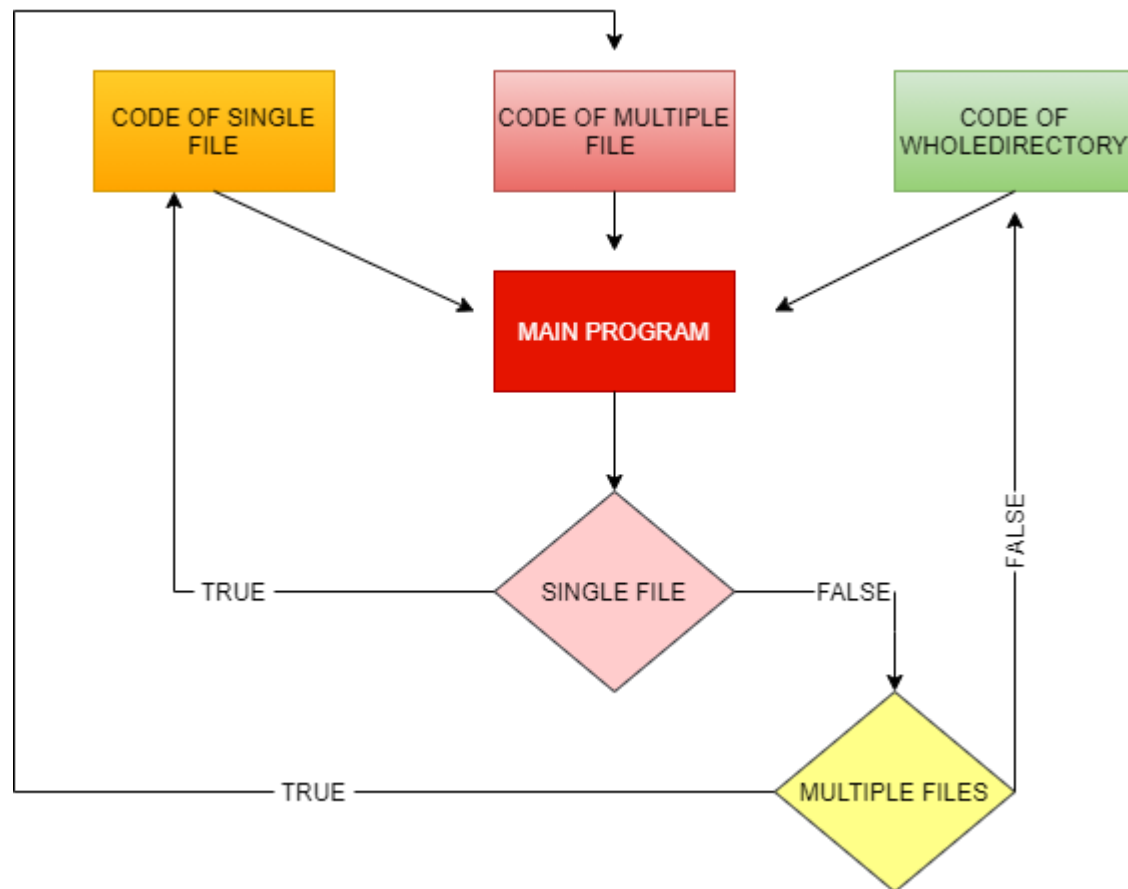 CODE OF SINGLE
FILE
CODE OF MULTIPLE
FILE
CODE OF
WHOLEDIRECTORY
MAIN PROGRAM
TRUE
SINGLE FILE
FALSE
FALSE
TRUE
MULTIPLE FILES